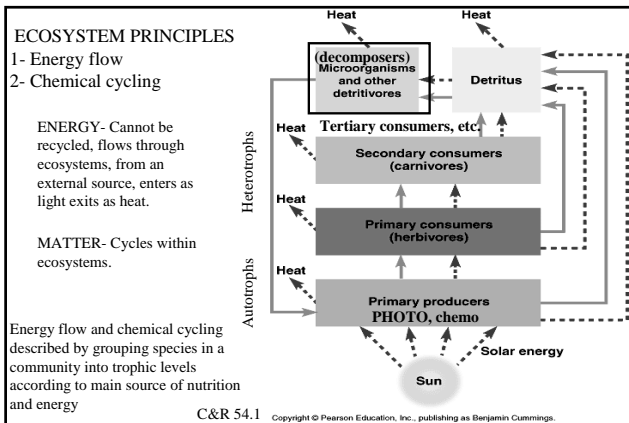 ECOSYSTEM PRINCIPLES
1- Energy flow
2- Chemical cycling
ENERGY- Cannot be
recycled, flows through
ecosystems, from an
external source, enters as
light exits as heat.
MATTER- Cycles within
ecosystems.
Energy flow and chemical cycling
described by grouping species in a
community into trophic levels
according to main source of nutrition
and energy
C&R 54.1
Heterotrophs
Autotrophs
Heat
Heat
(decomposers)
Microorganisms
and other
detritivores
Detritus
Tertiary consumers, etc.
Heat
Secondary consumers
(carnivores)
Heat
Primary consumers
(herbivores)
Heat
Primary producers
PHOTO, chemo
Solar energy
Sun
Copyright © Pearson Education, Inc., publishing as Benjamin Cummings.